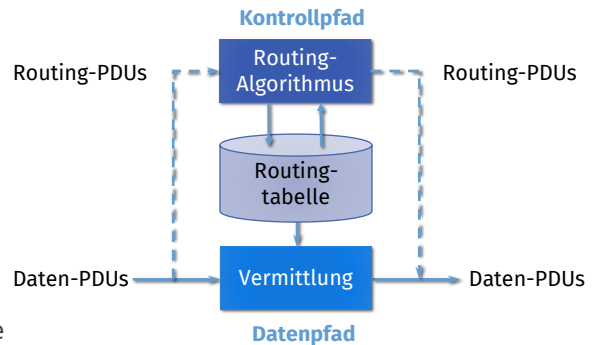 Kontrollpfad
Routing-PDUs
Routing-
Algorithmus
Routing-PDUs
Routing-
tabelle
Daten-PDUs
Vermittlung
Daten-PDUs
e
Datenpfad